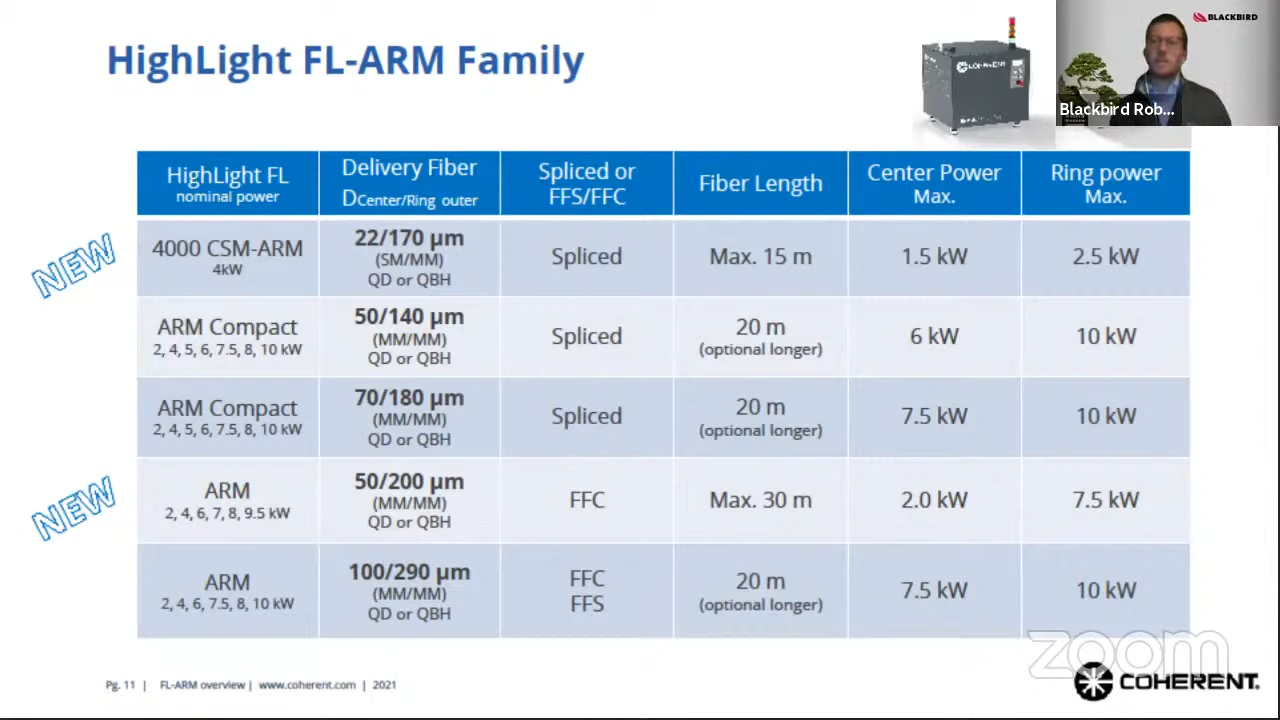 HighLight FL-ARM Family
COHERENT
BLACKBIRD
Blackbird Rob...
HighLight FL
nominal power
Delivery Fiber
DCenter/Ring outer
Spliced or
FFS/FFC
Fiber Length
Center Power
Max.
Ring power
Max.
NEW
4000 CSM-ARM
4kW
22/170 µm
(SM/MM)
QD or QBH
Spliced
Max. 15 m
1.5 kW
2.5 kW
ARM Compact
2, 4, 5, 6, 7.5, 8, 10 kW
50/140 µm
(MM/MM)
QD or QBH
Spliced
20 m
(optional longer)
6 kW
10 kW
ARM Compact
2, 4, 5, 6, 7.5, 8, 10 kW
70/180 µm
(MM/MM)
QD or QBH
Spliced
20 m
(optional longer)
7.5 kW
10 kW
NEW
ARM
2, 4, 6, 7, 8, 9.5 kW
50/200 µm
(MM/MM)
QD or QBH
FFC
Max. 30 m
2.0 kW
7.5 kW
ARM
2, 4, 6, 7.5, 8, 10 kW
100/290 µm
(MM/MM)
QD or QBH
FFC
FFS
20 m
(optional longer)
7.5 kW
10 kW
zoom
Pg. 11 | FL-ARM overview | www.coherent.com | 2021
COHERENT.